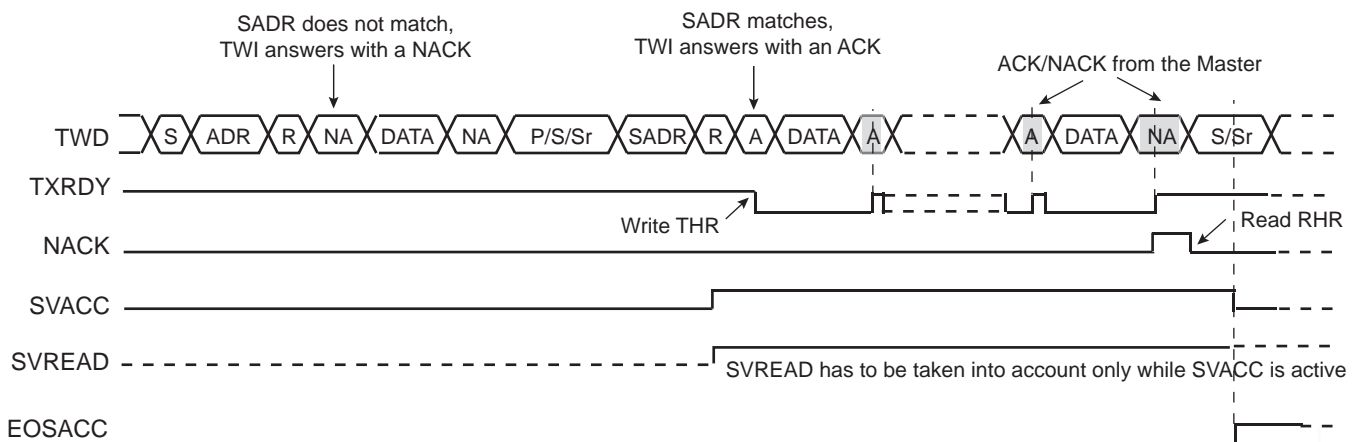 SADR does not match,
TWI answers with a NACK
SADR matches,
TWI answers with an ACK
ACK/NACK from the Master
TWD S ADR R NA DATA NA P/S/Sr SADR R A DATA A A DATA NA S/Sr
TXRDY
Write THR
Read RHR
NACK
SVACC
SVREAD
SVREAD has to be taken into account only while SVACC is active
EOSACC